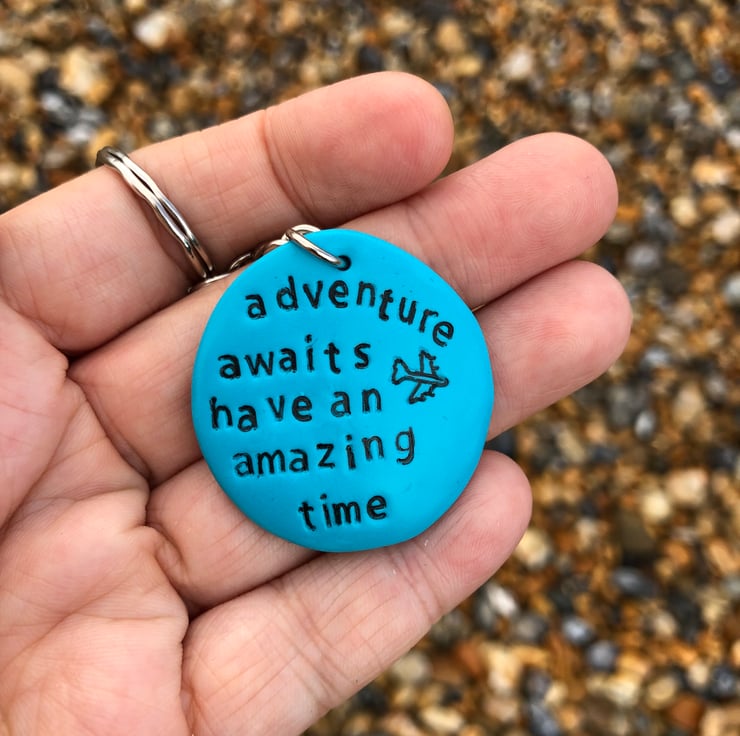 adventure
awaits
have an
amazing
time